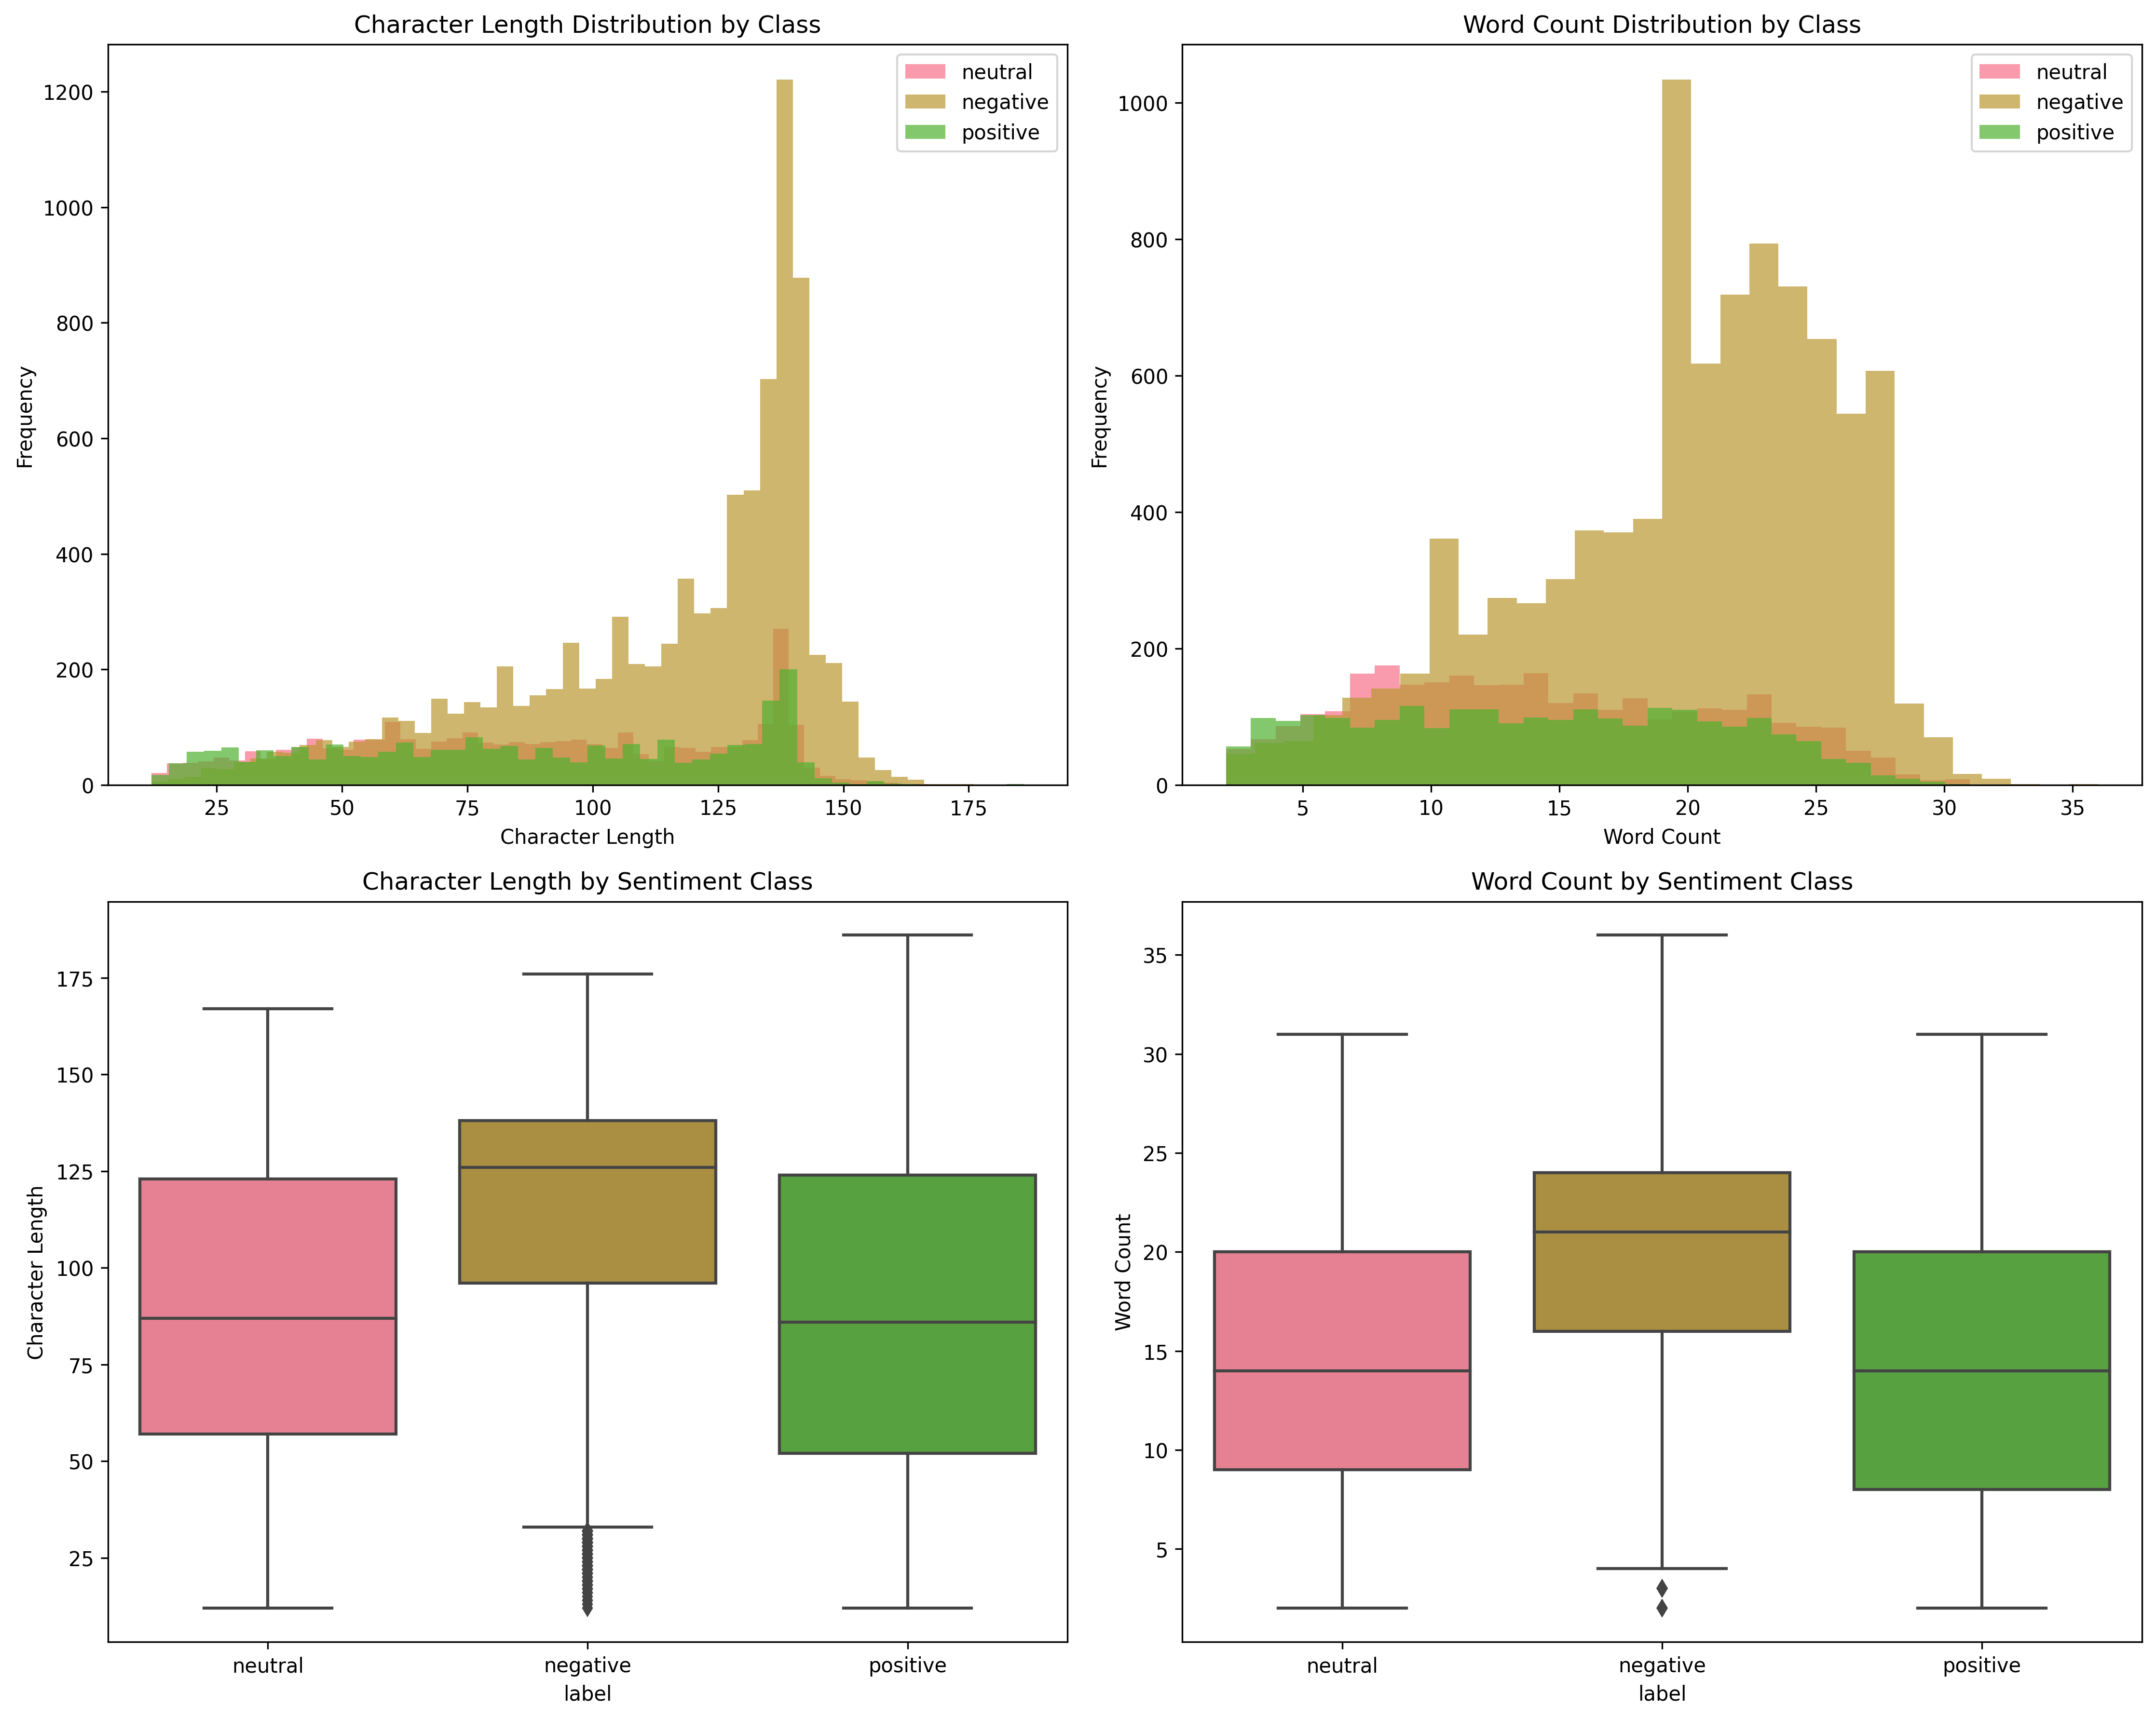 Character Length Distribution by Class
1200
1000
800
600
400
200
0
Frequency
25 50 75 100 125 150 175
Character Length
neutral
negative
positive
Word Count Distribution by Class
1000
800
600
400
200
0
Frequency
5 10 15 20 25 30 35
Word Count
neutral
negative
positive
Character Length by Sentiment Class
175
150
125
100
75
50
25
Character Length
neutral negative positive
label
Word Count by Sentiment Class
35
30
25
20
15
10
5
Word Count
neutral negative positive
label